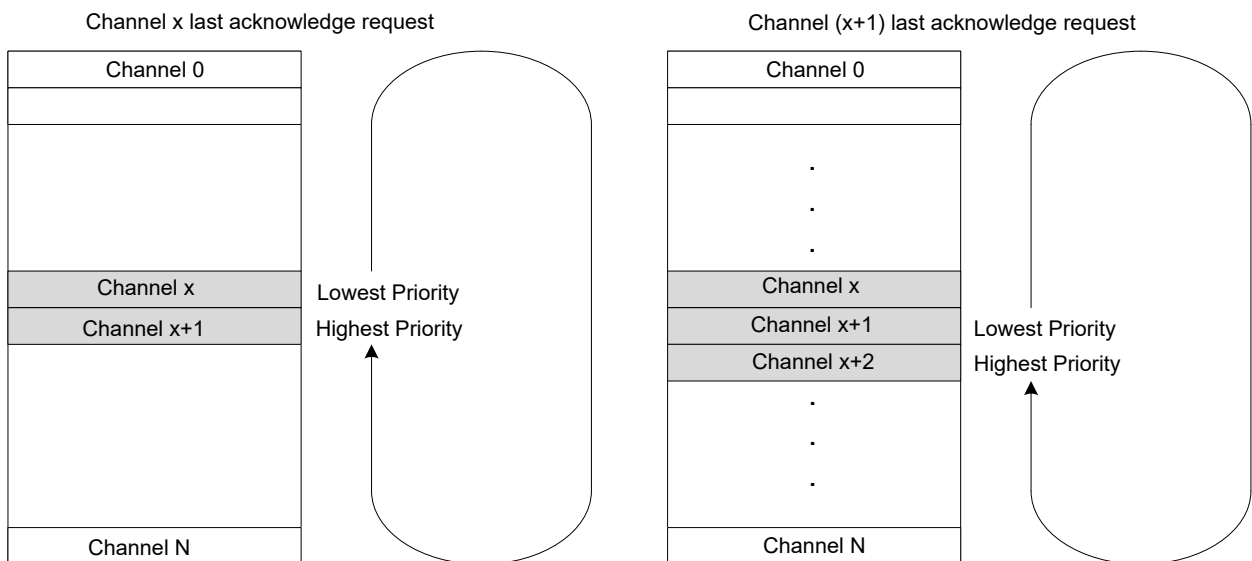 Channel x last acknowledge request
Channel 0
Channel x
Lowest Priority
Channel x+1
Highest Priority
Channel N
Channel (x+1) last acknowledge request
Channel 0
.
.
.
Channel x
Channel x+1
Lowest Priority
Channel x+2
Highest Priority
.
.
.
Channel N